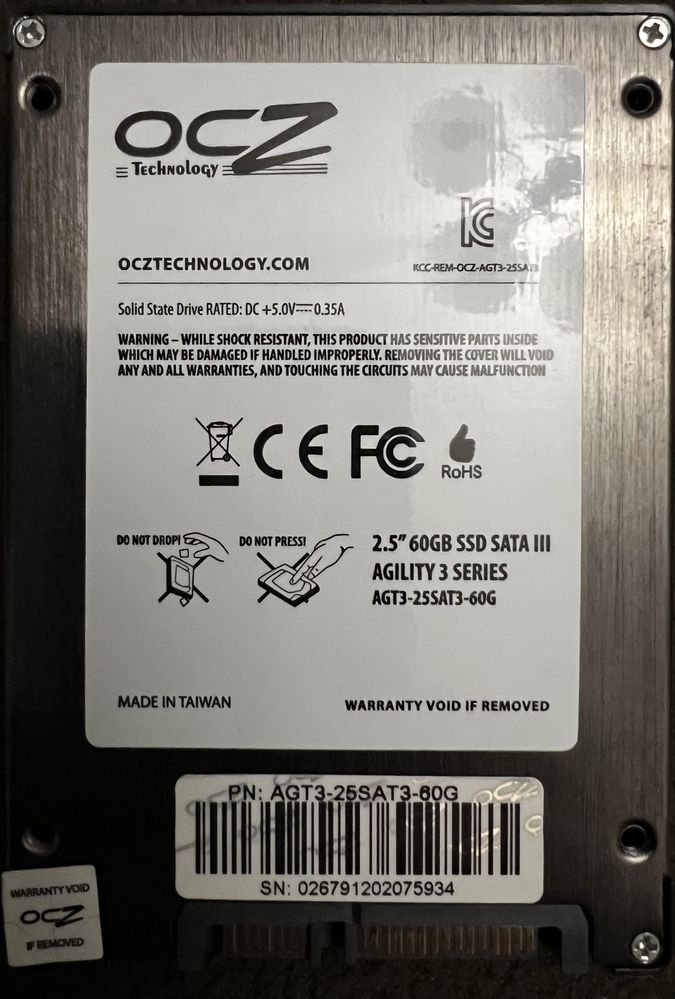 OCZ
Technology
KC
KCC-REM-OCZ-AGT3-25SAT3
OCZTECHNOLOGY.COM
Solid State Drive RATED: DC +5.0V⎓0.35A
WARNING – WHILE SHOCK RESISTANT, THIS PRODUCT HAS SENSITIVE PARTS INSIDE
WHICH MAY BE DAMAGED IF HANDLED IMPROPERLY. REMOVING THE COVER WILL VOID
ANY AND ALL WARRANTIES, AND TOUCHING THE CIRCUITS MAY CAUSE MALFUNCTION
CE FC
RoHS
DO NOT DROP! DO NOT PRESS!
2.5” 60GB SSD SATA III
AGILITY 3 SERIES
AGT3-25SAT3-60G
MADE IN TAIWAN WARRANTY VOID IF REMOVED
PN: AGT3-25SAT3-60G
OCZ
SN: 026791202075934
WARRANTY VOID
OCZ
IF REMOVED